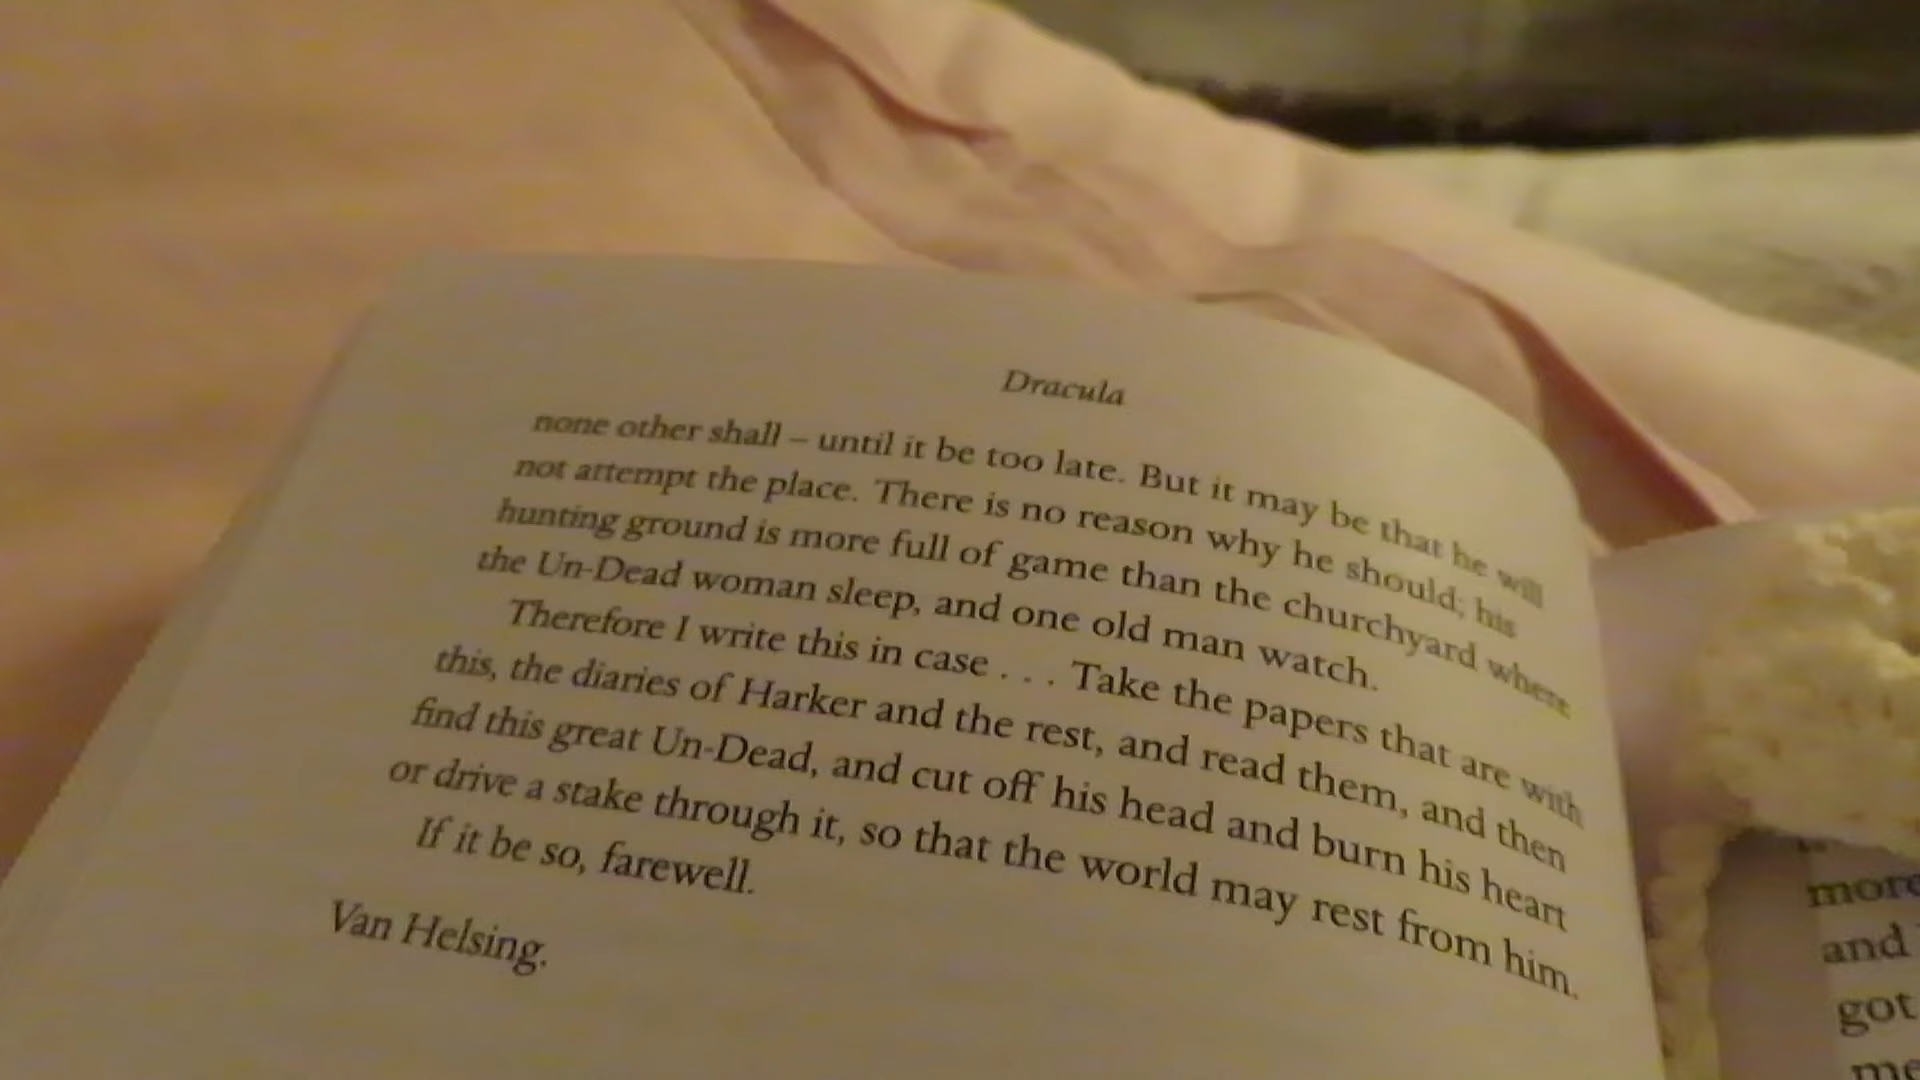 Dracula
none other shall – until it be too late. But it may be that he will
not attempt the place. There is no reason why he should; his
hunting ground is more full of game than the churchyard where
the Un-Dead woman sleep, and one old man watch.
Therefore I write this in case . . . Take the papers that are with
this, the diaries of Harker and the rest, and read them, and then
find this great Un-Dead, and cut off his head and burn his heart
or drive a stake through it, so that the world may rest from him.
If it be so, farewell.
Van Helsing.
more
and
got